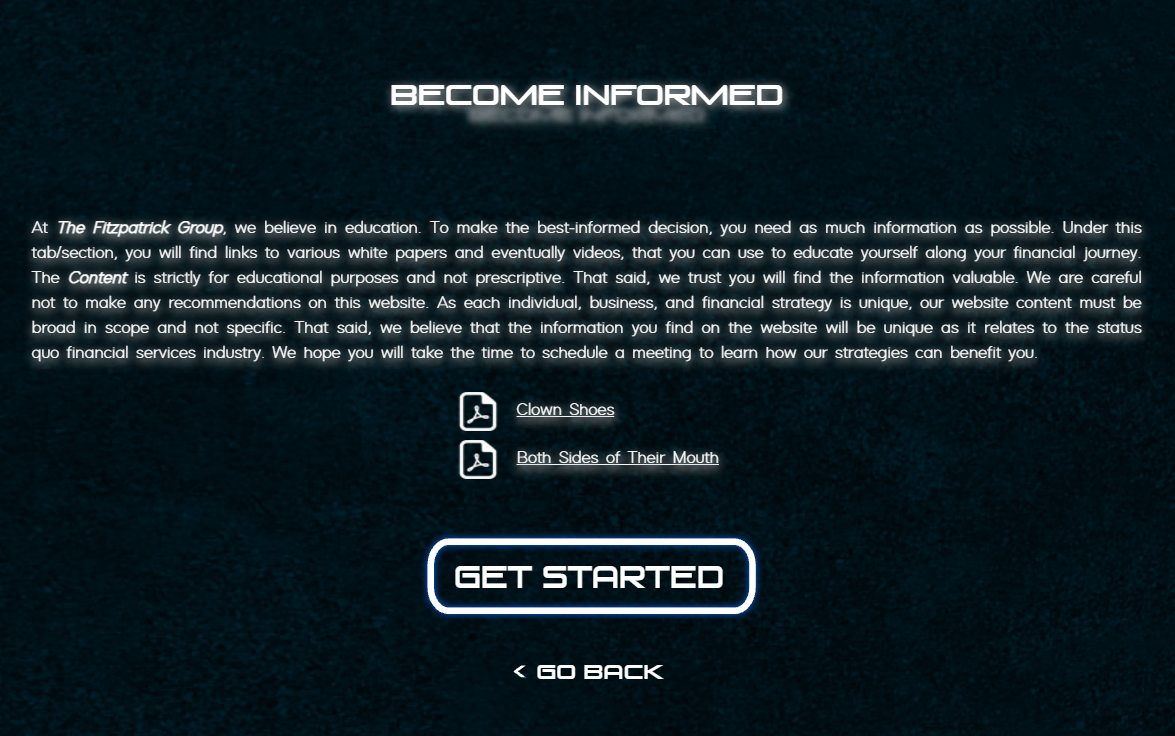 BECOME INFORMED
At The Fitzpatrick Group, we believe in education. To make the best-informed decision, you need as much information as possible. Under this
tab/section, you will find links to various white papers and eventually videos, that you can use to educate yourself along your financial journey.
The Content is strictly for educational purposes and not prescriptive. That said, we trust you will find the information valuable. We are careful
not to make any recommendations on this website. As each individual, business, and financial strategy is unique, our website content must be
broad in scope and not specific. That said, we believe that the information you find on the website will be unique as it relates to the status
quo financial services industry. We hope you will take the time to schedule a meeting to learn how our strategies can benefit you.
Clown Shoes
Both Sides of Their Mouth
GET STARTED
< GO BACK